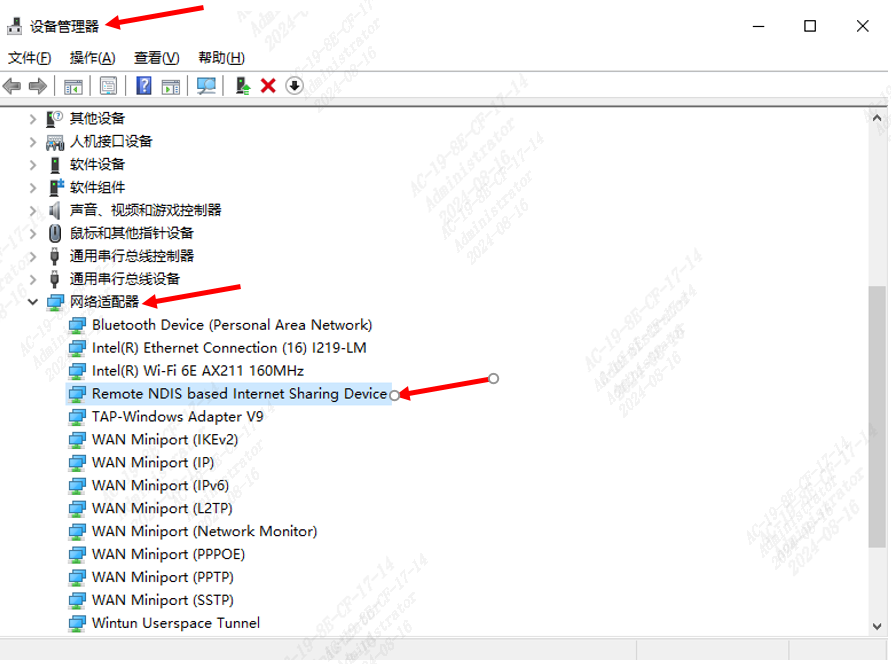 设备管理器
文件(F) 操作(A) 查看(V) 帮助(H)
其他设备
人机接口设备
软件设备
软件组件
声音、视频和游戏控制器
鼠标和其他指针设备
通用串行总线控制器
通用串行总线设备
网络适配器
Bluetooth Device (Personal Area Network)
Intel(R) Ethernet Connection (16) I219-LM
Intel(R) Wi-Fi 6E AX211 160MHz
Remote NDIS based Internet Sharing Device
TAP-Windows Adapter V9
WAN Miniport (IKEv2)
WAN Miniport (IP)
WAN Miniport (IPv6)
WAN Miniport (L2TP)
WAN Miniport (Network Monitor)
WAN Miniport (PPPOE)
WAN Miniport (PPTP)
WAN Miniport (SSTP)
Wintun Userspace Tunnel
AC-19-8E-CF-17-14
Administrator
2024-08-16